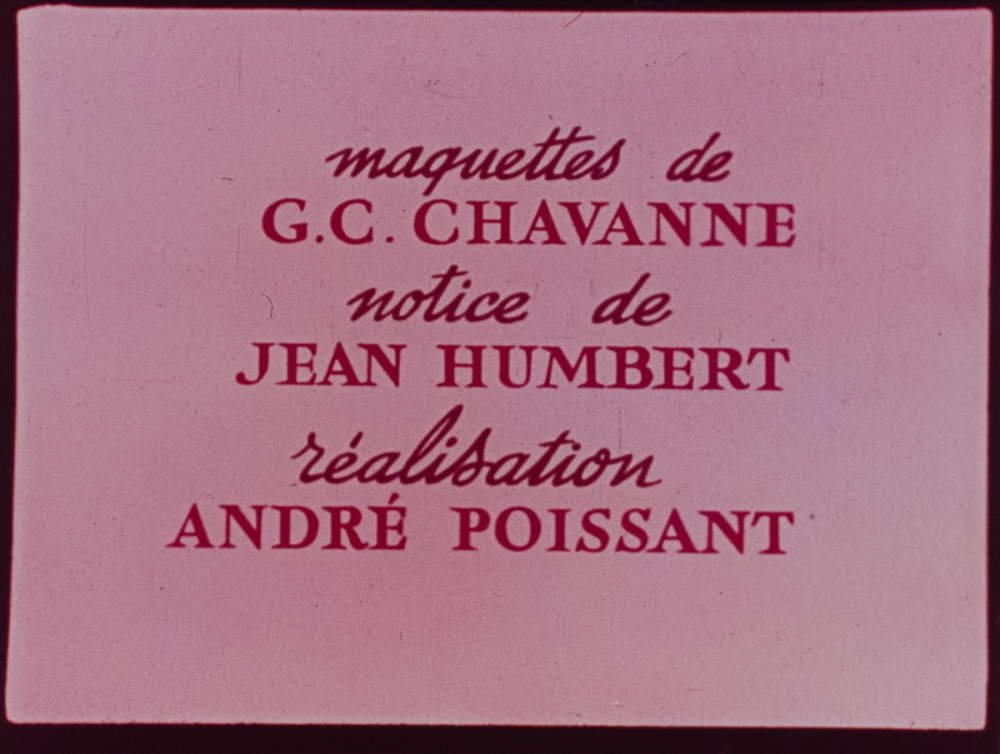 maquettes de
G.C. CHAVANNE
notice de
JEAN HUMBERT
réalisation
ANDRÉ POISSANT